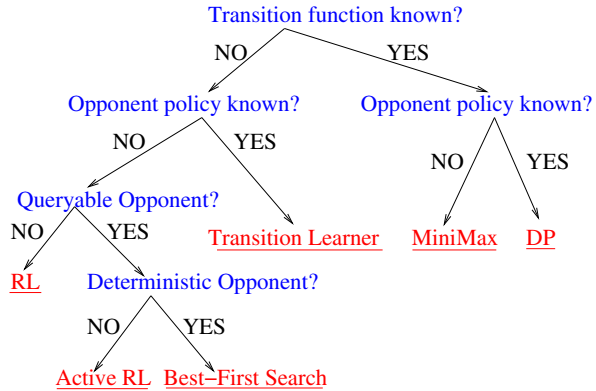 Transition function known?
NO YES
Opponent policy known? Opponent policy known?
NO YES NO YES
Queryable Opponent?
NO YES Transition Learner MiniMax DP
RL Deterministic Opponent?
NO YES
Active RL Best–First Search